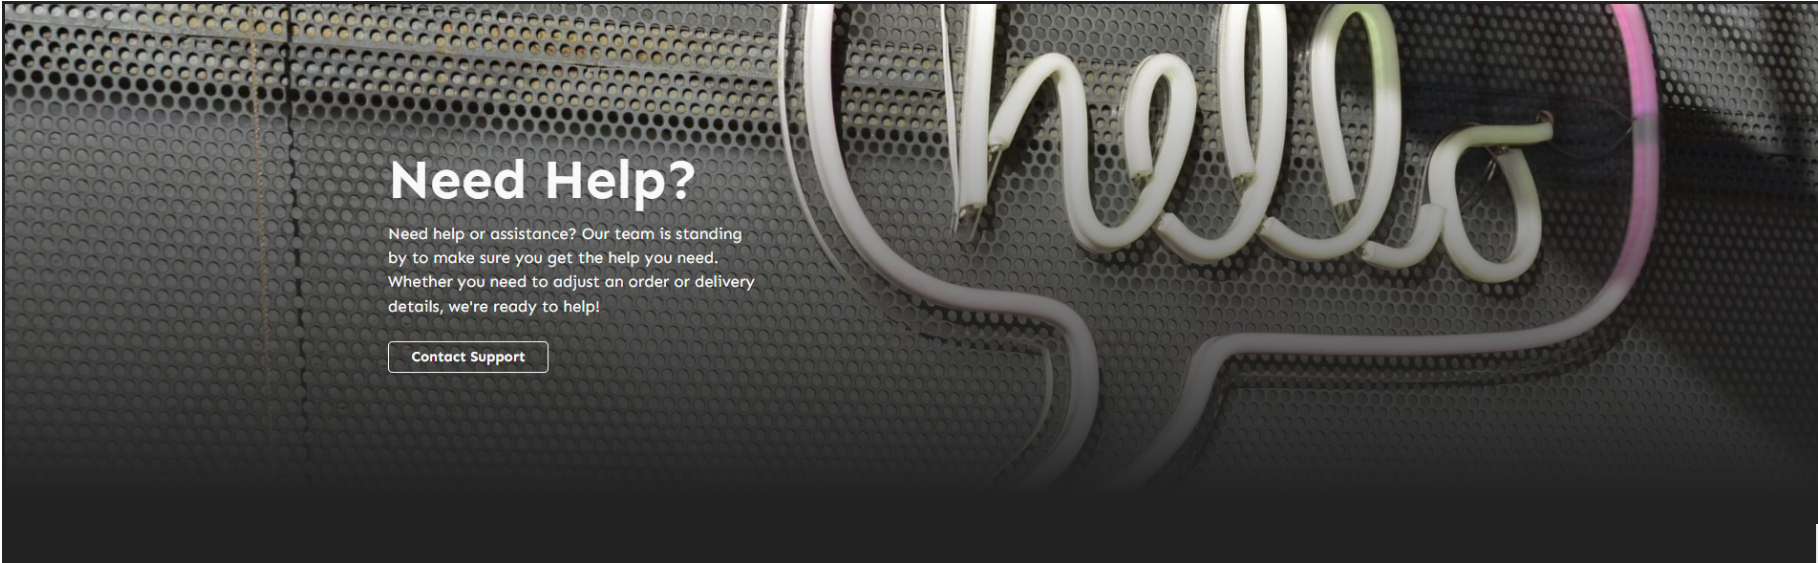 hello
Need Help?
Need help or assistance? Our team is standing
by to make sure you get the help you need.
Whether you need to adjust an order or delivery
details, we're ready to help!
Contact Support